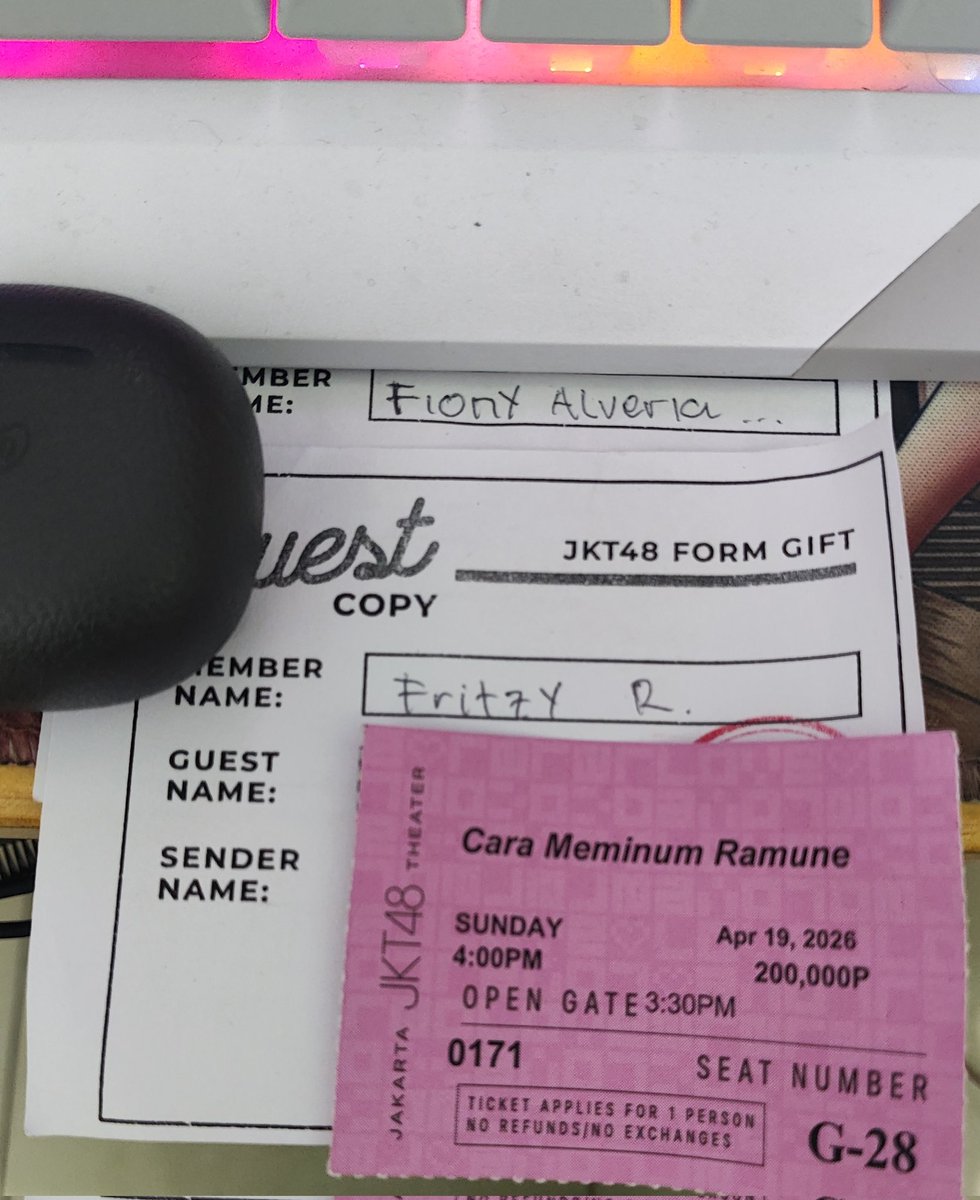 MBER
ME:
Fiony Alveria ...
uest
COPY
JKT48 FORM GIFT
MEMBER
NAME:
Fritzy R.
GUEST
NAME:
SENDER
NAME:
JAKARTA JKT48 THEATER
Cara Meminum Ramune
SUNDAY
Apr 19, 2026
4:00PM
200,000P
OPEN GATE 3:30PM
0171
SEAT NUMBER
TICKET APPLIES FOR 1 PERSON
NO REFUNDS/NO EXCHANGES
G-28